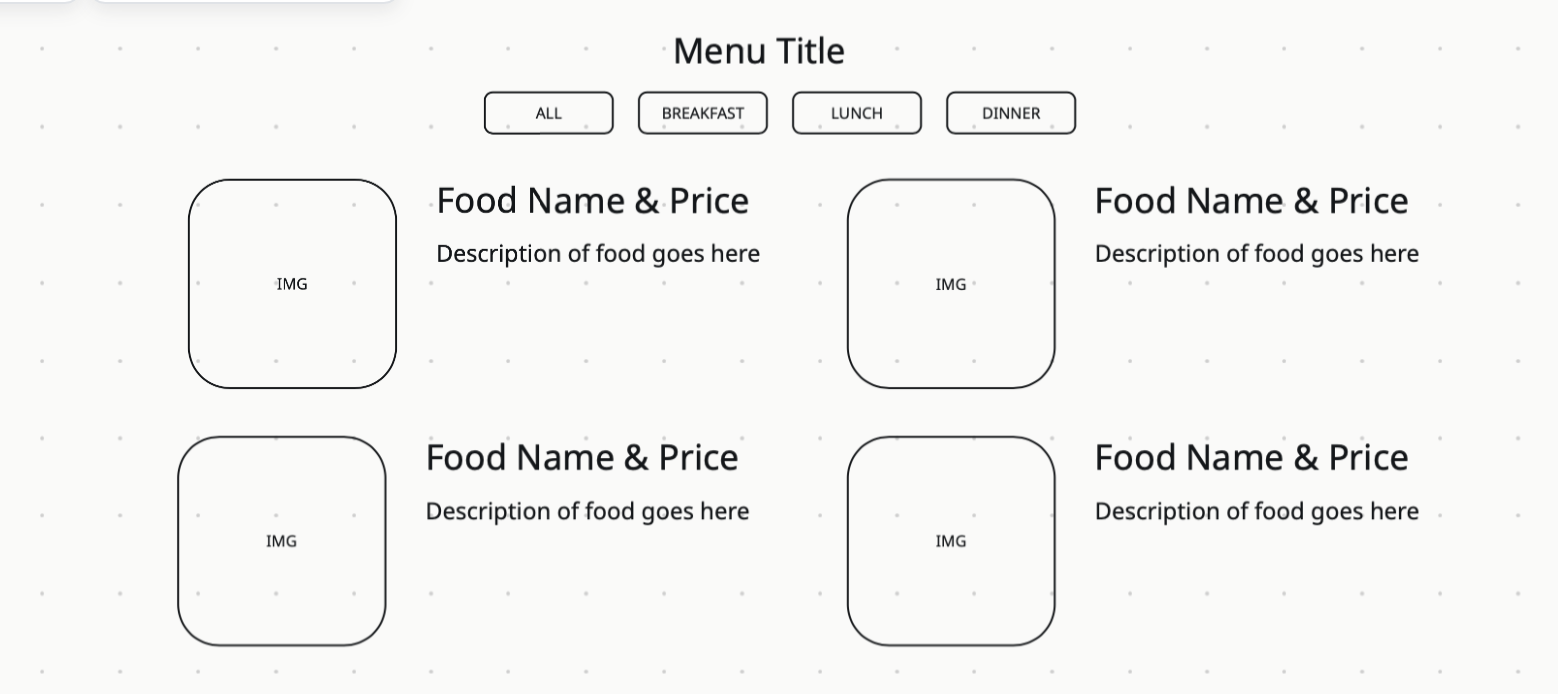 Menu Title
ALL
BREAKFAST
LUNCH
DINNER
IMG
Food Name & Price
Description of food goes here
IMG
Food Name & Price
Description of food goes here
IMG
Food Name & Price
Description of food goes here
IMG
Food Name & Price
Description of food goes here